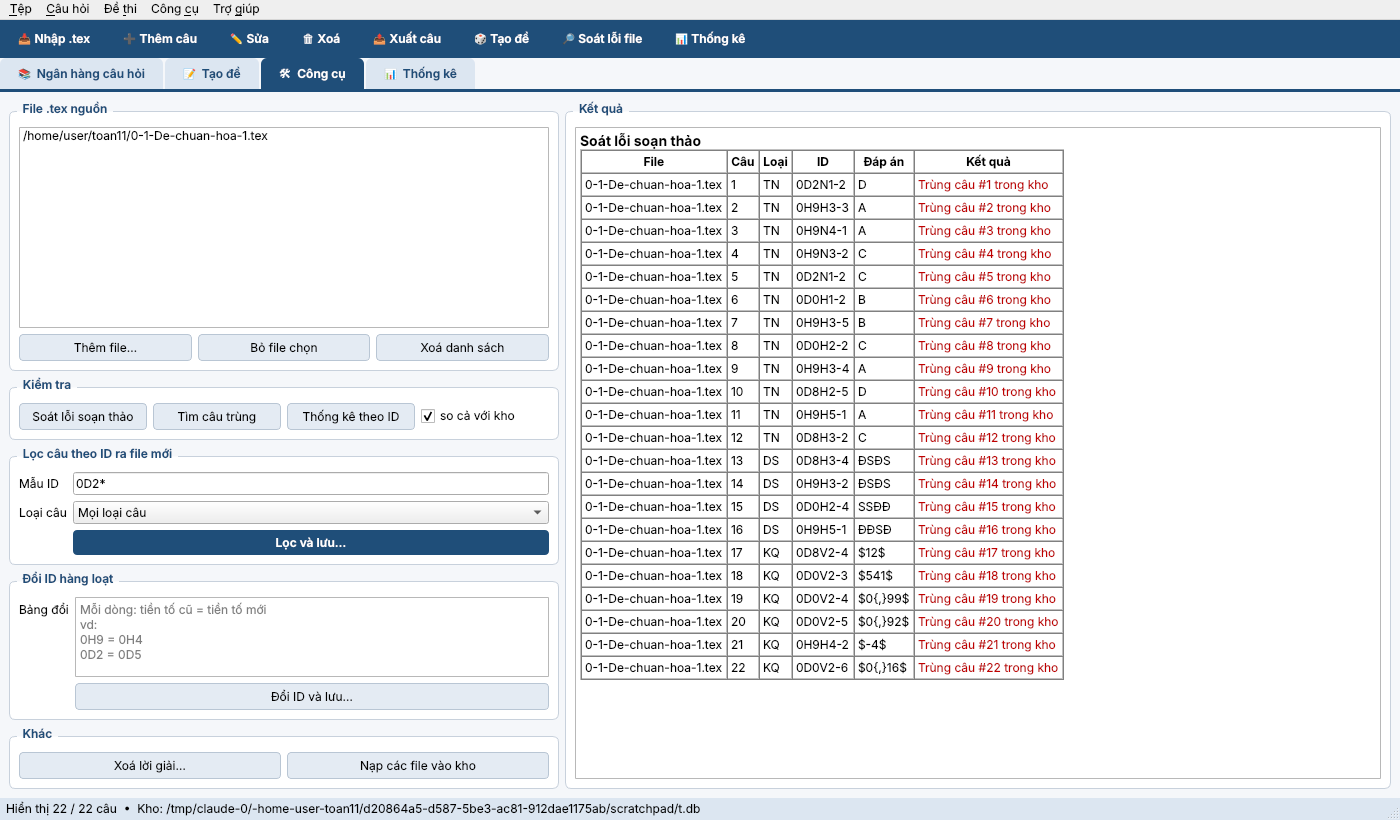 Tệp Câu hỏi Đề thi Công cụ Trợ giúp
Nhập .tex Thêm câu Sửa Xoá Xuất câu Tạo đề Soát lỗi file Thống kê
Ngân hàng câu hỏi Tạo đề Công cụ Thống kê
File .tex nguồn
/home/user/toan11/0-1-De-chuan-hoa-1.tex
Thêm file... Bỏ file chọn Xoá danh sách
Kiểm tra
Soát lỗi soạn thảo Tìm câu trùng Thống kê theo ID so cả với kho
Lọc câu theo ID ra file mới
Mẫu ID 0D2*
Loại câu Mọi loại câu
Lọc và lưu...
Đổi ID hàng loạt
Bảng đổi Mỗi dòng: tiền tố cũ = tiền tố mới
vd:
0H9 = 0H4
0D2 = 0D5
Đổi ID và lưu...
Khác
Xoá lời giải... Nạp các file vào kho
Kết quả
Soát lỗi soạn thảo
File Câu Loại ID Đáp án Kết quả
0-1-De-chuan-hoa-1.tex 1 TN 0D2N1-2 D Trùng câu #1 trong kho
0-1-De-chuan-hoa-1.tex 2 TN 0H9H3-3 A Trùng câu #2 trong kho
0-1-De-chuan-hoa-1.tex 3 TN 0H9N4-1 A Trùng câu #3 trong kho
0-1-De-chuan-hoa-1.tex 4 TN 0H9N3-2 C Trùng câu #4 trong kho
0-1-De-chuan-hoa-1.tex 5 TN 0D2N1-2 C Trùng câu #5 trong kho
0-1-De-chuan-hoa-1.tex 6 TN 0D0H1-2 B Trùng câu #6 trong kho
0-1-De-chuan-hoa-1.tex 7 TN 0H9H3-5 B Trùng câu #7 trong kho
0-1-De-chuan-hoa-1.tex 8 TN 0D0H2-2 C Trùng câu #8 trong kho
0-1-De-chuan-hoa-1.tex 9 TN 0H9H3-4 A Trùng câu #9 trong kho
0-1-De-chuan-hoa-1.tex 10 TN 0D8H2-5 D Trùng câu #10 trong kho
0-1-De-chuan-hoa-1.tex 11 TN 0H9H5-1 A Trùng câu #11 trong kho
0-1-De-chuan-hoa-1.tex 12 TN 0D8H3-2 C Trùng câu #12 trong kho
0-1-De-chuan-hoa-1.tex 13 DS 0D8H3-4 ĐSĐS Trùng câu #13 trong kho
0-1-De-chuan-hoa-1.tex 14 DS 0H9H3-2 ĐSĐS Trùng câu #14 trong kho
0-1-De-chuan-hoa-1.tex 15 DS 0D0H2-4 SSĐĐ Trùng câu #15 trong kho
0-1-De-chuan-hoa-1.tex 16 DS 0H9H5-1 ĐĐSĐ Trùng câu #16 trong kho
0-1-De-chuan-hoa-1.tex 17 KQ 0D8V2-4 $12$ Trùng câu #17 trong kho
0-1-De-chuan-hoa-1.tex 18 KQ 0D0V2-3 $541$ Trùng câu #18 trong kho
0-1-De-chuan-hoa-1.tex 19 KQ 0D0V2-4 $0{,}99$ Trùng câu #19 trong kho
0-1-De-chuan-hoa-1.tex 20 KQ 0D0V2-5 $0{,}92$ Trùng câu #20 trong kho
0-1-De-chuan-hoa-1.tex 21 KQ 0H9H4-2 $-4$ Trùng câu #21 trong kho
0-1-De-chuan-hoa-1.tex 22 KQ 0D0V2-6 $0{,}16$ Trùng câu #22 trong kho
Hiển thị 22 / 22 câu • Kho: /tmp/claude-0/-home-user-toan11/d20864a5-d587-5be3-ac81-912dae1175ab/scratchpad/t.db